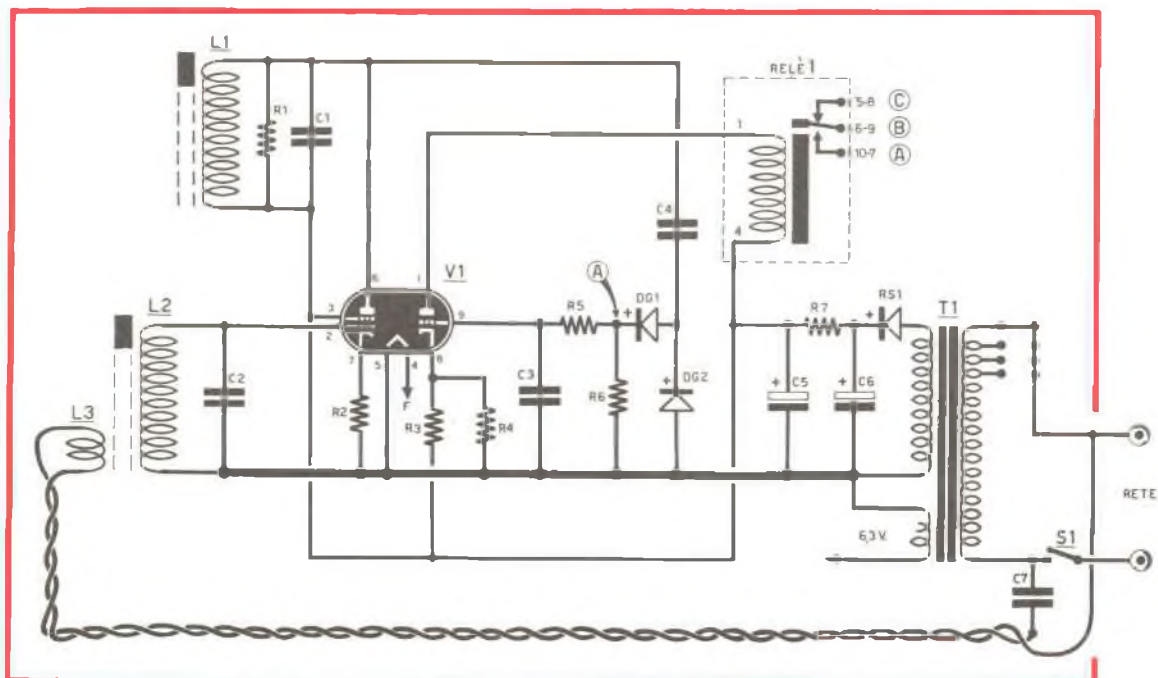 L1
R1
C1
RELÈ 1
1
5-8 C
6-9 B
10-7 A
4
C4
6
1
V1
3
2
9
A
R5
+ DG1
R7
+ RS1
T1
L2
7
5
4
8
C2
R2
F
R3
R4
C3
R6
+ DG2
+ C5
+ C6
L3
RETE
6,3 V.
S1
C7